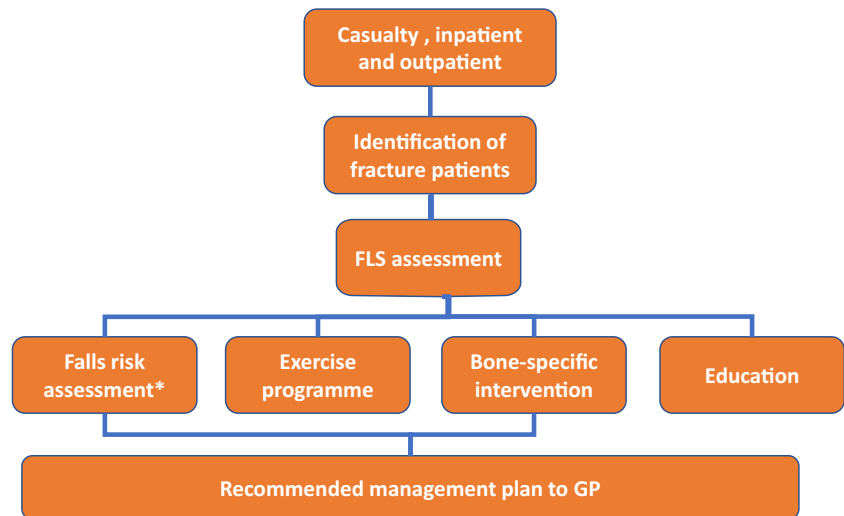 Casualty , inpatient
and outpatient
Identification of
fracture patients
FLS assessment
Falls risk
assessment*
Exercise
programme
Bone-specific
intervention
Education
Recommended management plan to GP